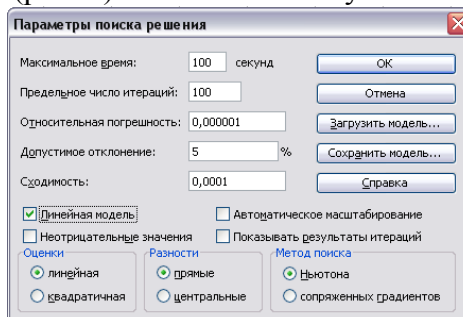 Параметры поиска решения
Максимальное время: 100 секунд ОК
Предельное число итераций: 100 Отмена
Относительная погрешность: 0,000001 Загрузить модель...
Допустимое отклонение: 5 % Сохранить модель...
Сходимость: 0,0001 Справка
Линейная модель Автоматическое масштабирование
Неотрицательные значения Показывать результаты итераций
Оценки Разности Метод поиска
линейная прямые Ньютона
квадратичная центральные сопряженных градиентов